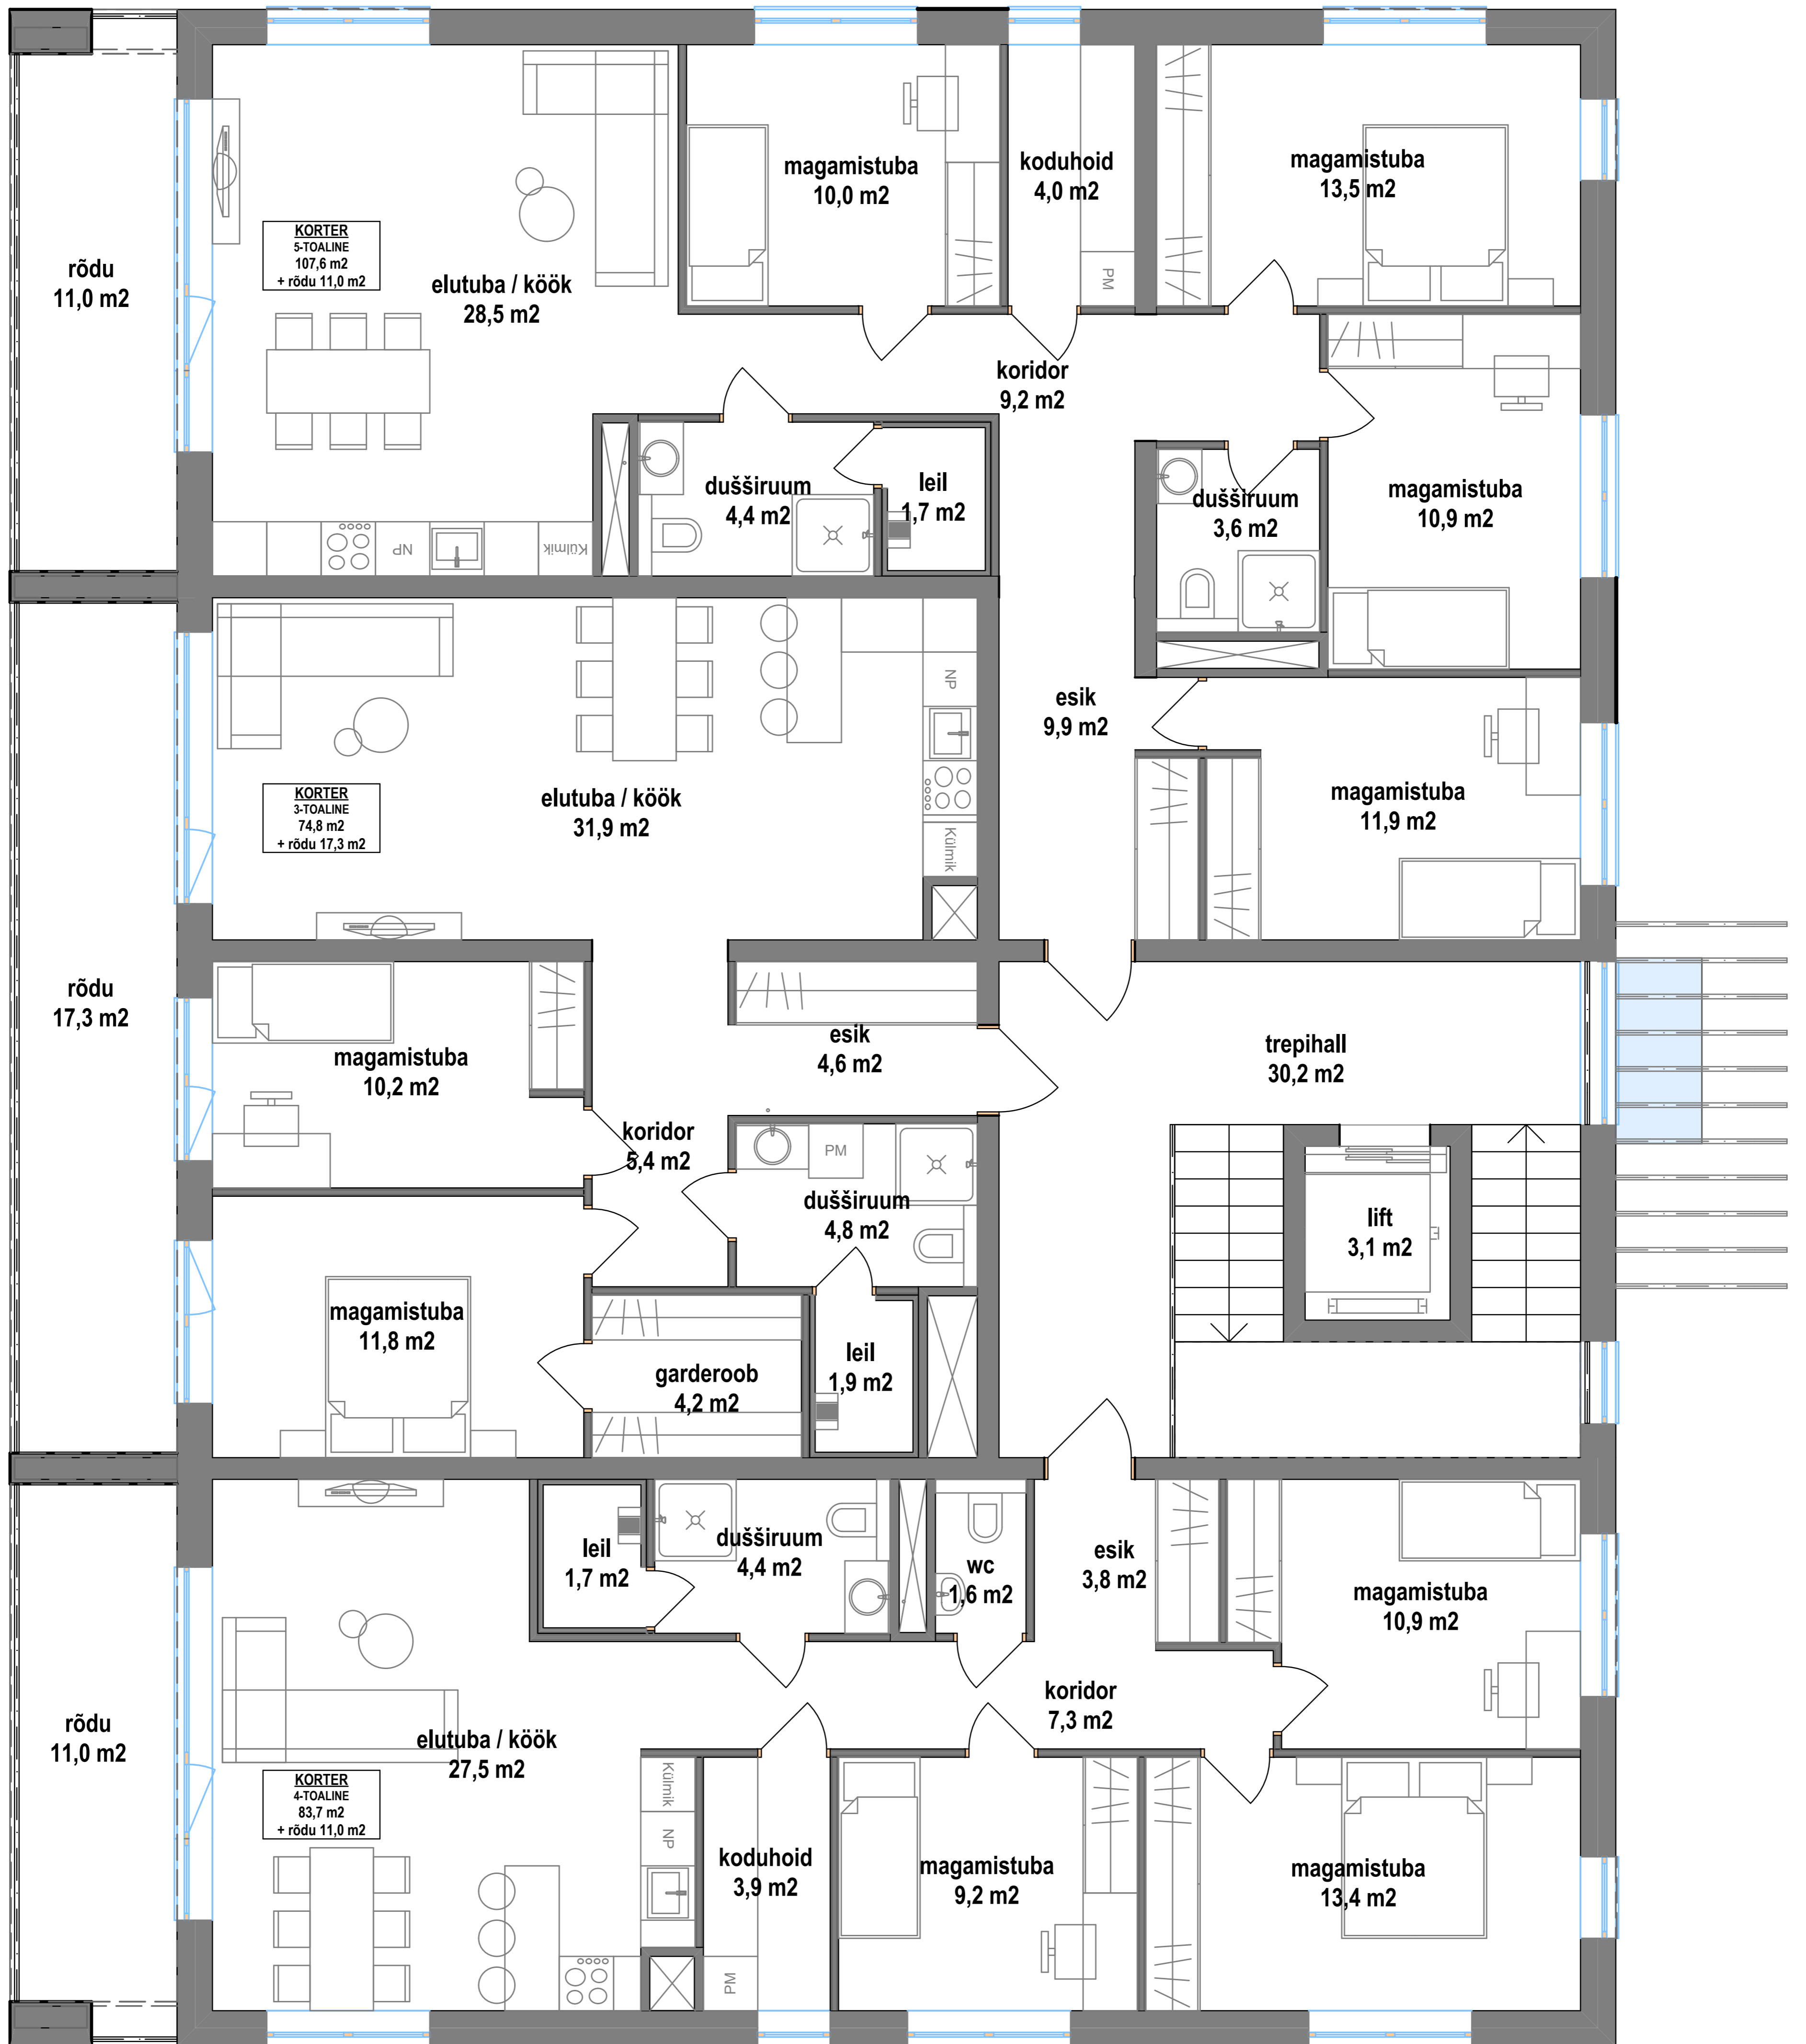 magamistuba
10,0 m2
koduhoid
4,0 m2
magamistuba
13,5 m2
rõdu
11,0 m2
KORTER
5-TOALINE
107,6 m2
+ rõdu 11,0 m2
elutuba / köök
28,5 m2
PM
koridor
9,2 m2
dušširuum
4,4 m2
leil
1,7 m2
dušširuum
3,6 m2
magamistuba
10,9 m2
NP
Külmik
esik
9,9 m2
NP
KORTER
3-TOALINE
74,8 m2
+ rõdu 17,3 m2
elutuba / köök
31,9 m2
Külmik
magamistuba
11,9 m2
rõdu
17,3 m2
magamistuba
10,2 m2
esik
4,6 m2
trepihall
30,2 m2
koridor
5,4 m2
PM
dušširuum
4,8 m2
lift
3,1 m2
magamistuba
11,8 m2
garderoob
4,2 m2
leil
1,9 m2
leil
1,7 m2
dušširuum
4,4 m2
wc
1,6 m2
esik
3,8 m2
magamistuba
10,9 m2
rõdu
11,0 m2
elutuba / köök
27,5 m2
koridor
7,3 m2
KORTER
4-TOALINE
83,7 m2
+ rõdu 11,0 m2
Külmik
NP
koduhoid
3,9 m2
magamistuba
9,2 m2
magamistuba
13,4 m2
PM